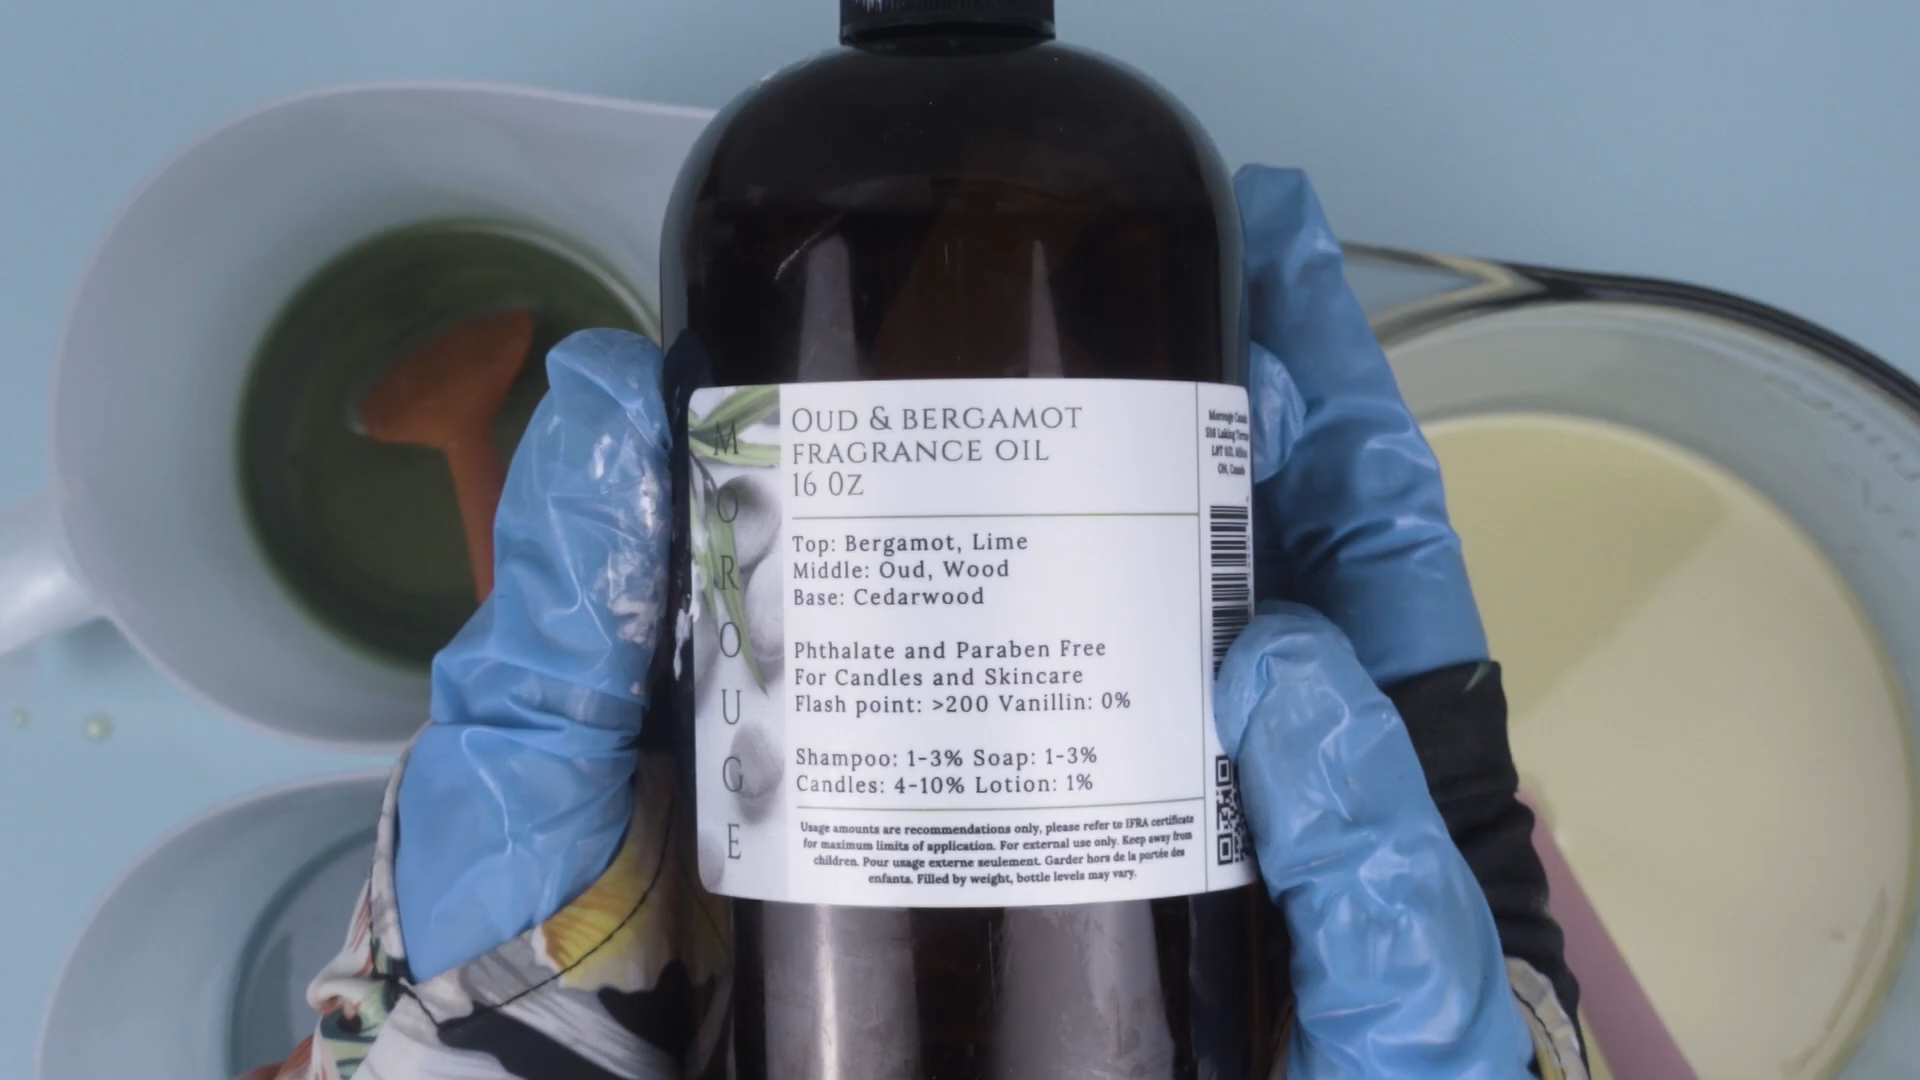 MOROUGE
OUD & BERGAMOT
FRAGRANCE OIL
16 OZ
Top: Bergamot, Lime
Middle: Oud, Wood
Base: Cedarwood
Phthalate and Paraben Free
For Candles and Skincare
Flash point: >200 Vanillin: 0%
Shampoo: 1-3% Soap: 1-3%
Candles: 4-10% Lotion: 1%
Usage amounts are recommendations only, please refer to IFRA certificate
for maximum limits of application. For external use only. Keep away from
children. Pour usage externe seulement. Garder hors de la portée des
enfants. Filled by weight, bottle levels may vary.
ON, Canada